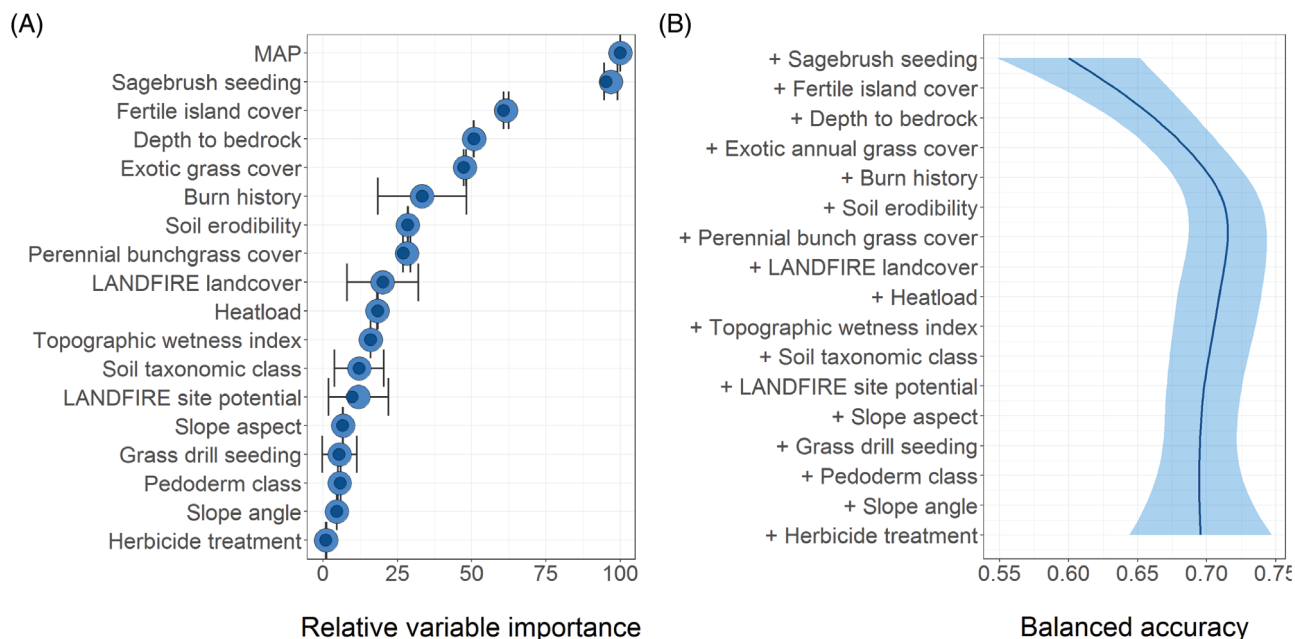 (A)
MAP
Sagebrush seeding
Fertile island cover
Depth to bedrock
Exotic grass cover
Burn history
Soil erodibility
Perennial bunchgrass cover
LANDFIRE landcover
Heatload
Topographic wetness index
Soil taxonomic class
LANDFIRE site potential
Slope aspect
Grass drill seeding
Pedoderm class
Slope angle
Herbicide treatment
0 25 50 75 100
Relative variable importance
(B)
+ Sagebrush seeding
+ Fertile island cover
+ Depth to bedrock
+ Exotic annual grass cover
+ Burn history
+ Soil erodibility
+ Perennial bunch grass cover
+ LANDFIRE landcover
+ Heatload
+ Topographic wetness index
+ Soil taxonomic class
+ LANDFIRE site potential
+ Slope aspect
+ Grass drill seeding
+ Pedoderm class
+ Slope angle
+ Herbicide treatment
0.55 0.60 0.65 0.70 0.75
Balanced accuracy